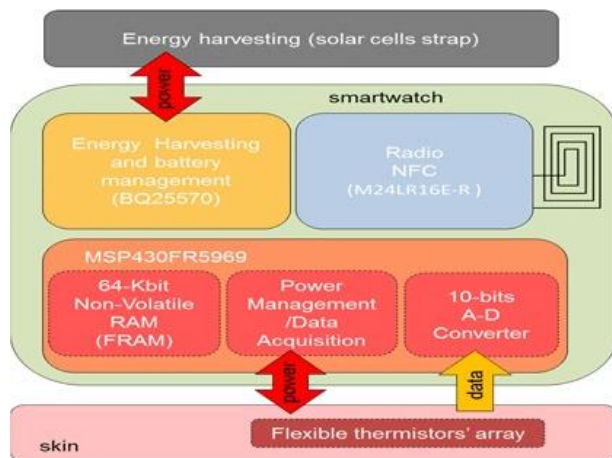 Energy harvesting (solar cells strap)
power
smartwatch
Energy Harvesting
and battery
management
(BQ25570)
Radio
NFC
(M24LR16E-R )
MSP430FR5969
64-Kbit
Non-Volatile
RAM
(FRAM)
Power
Management
/Data
Acquisition
10-bits
A-D
Converter
power
data
Flexible thermistors' array
skin